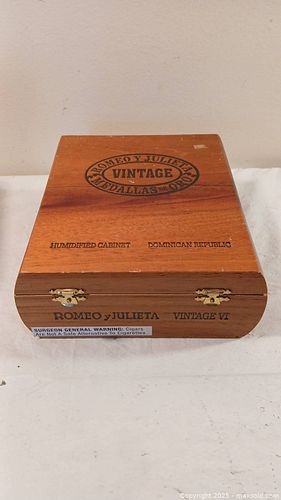 ROMEO Y JULIETA
VINTAGE
MEDALLAS DE ORO
HUMIDIFIED CABINET DOMINICAN REPUBLIC
ROMEO y JULIETA VINTAGE VI
SURGEON GENERAL WARNING: Cigars
Are Not A Safe Alternative To Cigarettes
Copyright 2025 - maxsold.com